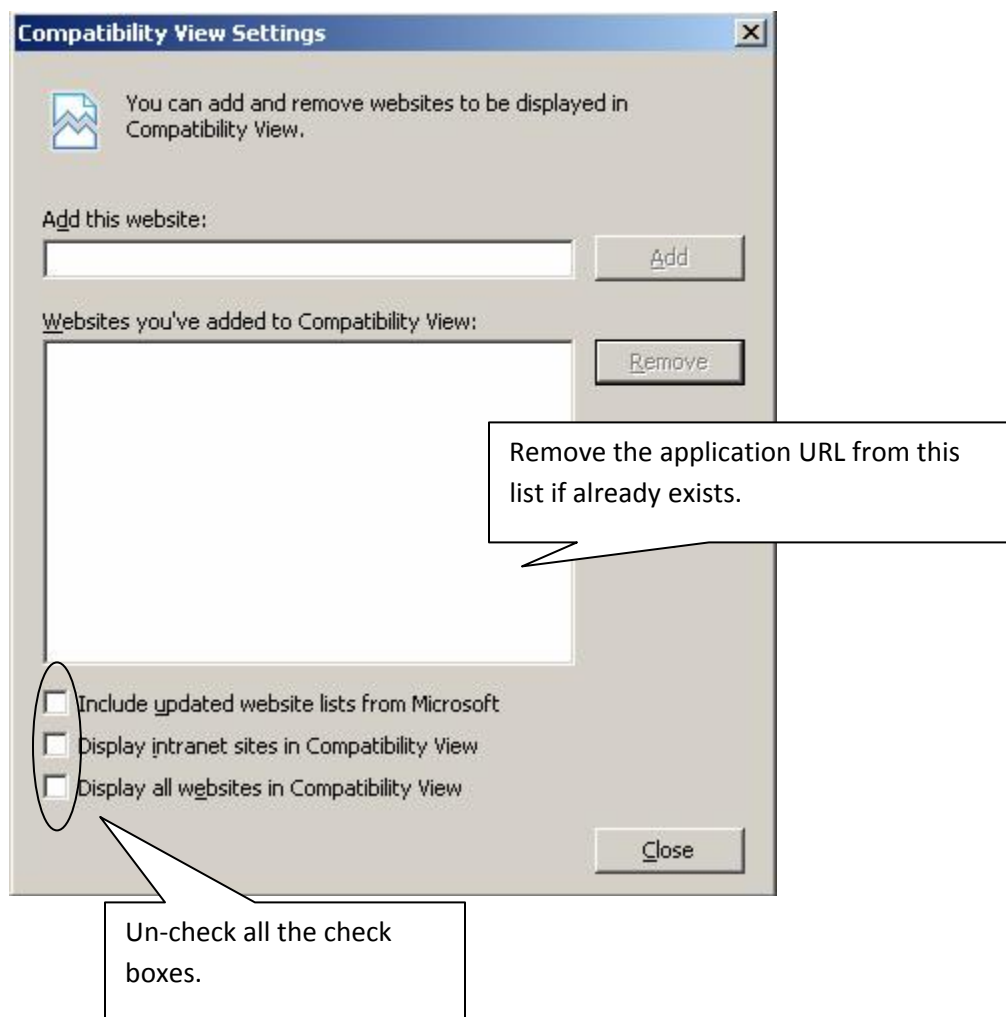 Compatibility View Settings
You can add and remove websites to be displayed in
Compatibility View.
Add this website:
Add
Websites you've added to Compatibility View:
Remove
Remove the application URL from this
list if already exists.
Include updated website lists from Microsoft
Display intranet sites in Compatibility View
Display all websites in Compatibility View
Close
Un-check all the check
boxes.